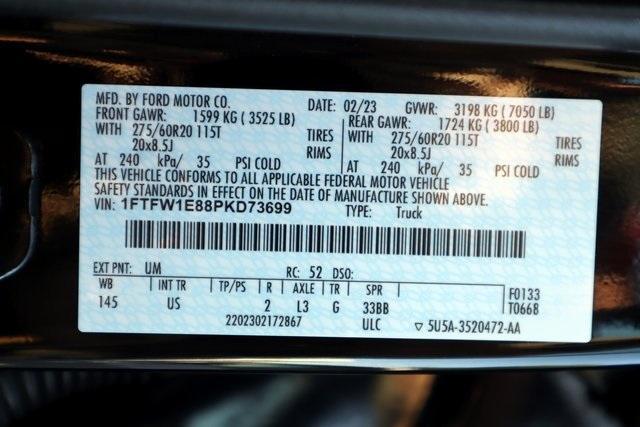 MFD. BY FORD MOTOR CO. DATE: 02/23 GVWR: 3198 KG ( 7050 LB)
FRONT GAWR: 1599 KG ( 3525 LB) REAR GAWR: 1724 KG ( 3800 LB)
WITH 275/60R20 115T TIRES WITH 275/60R20 115T TIRES
20x8.5J RIMS 20x8.5J RIMS
AT 240 kPa/ 35 PSI COLD AT 240 kPa/ 35 PSI COLD
THIS VEHICLE CONFORMS TO ALL APPLICABLE FEDERAL MOTOR VEHICLE
SAFETY STANDARDS IN EFFECT ON THE DATE OF MANUFACTURE SHOWN ABOVE.
VIN: 1FTFW1E88PKD73699 TYPE: Truck
EXT PNT: UM RC: 52 DSO:
WB INT TR TP/PS R AXLE TR SPR F0133
145 US 2 L3 G 33BB T0668
2202302172867 ULC ▽ 5U5A-3520472-AA